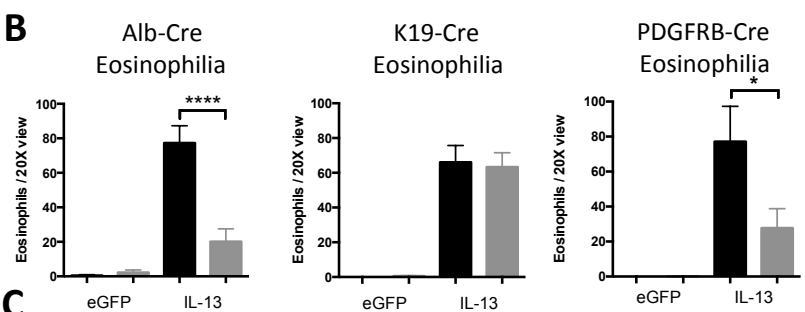 B
Alb-Cre
Eosinophilia
Eosinophils / 20X view
100
80
60
40
20
0
****
eGFP IL-13
K19-Cre
Eosinophilia
Eosinophils / 20X view
100
80
60
40
20
0
eGFP IL-13
PDGFRB-Cre
Eosinophilia
Eosinophils / 20X view
100
80
60
40
20
0
*
eGFP IL-13
C